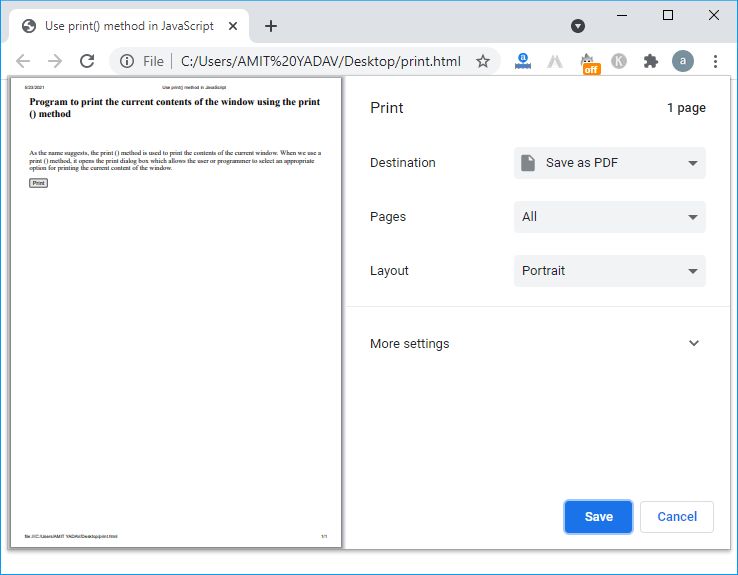 Use print() method in JavaScript
File
C:/Users/AMIT%20YADAV/Desktop/print.html
a
off
K
a
8/23/2021
Use print() method in JavaScript
Program to print the current contents of the window using the print
() method
As the name suggests, the print () method is used to print the contents of the current window. When we use a
print () method, it opens the print dialog box which allows the user or programmer to select an appropriate
option for printing the current content of the window.
Print
file:///C:/Users/AMIT YADAV/Desktop/print.html
1/1
Print
1 page
Destination
Save as PDF
Pages
All
Layout
Portrait
More settings
Save
Cancel